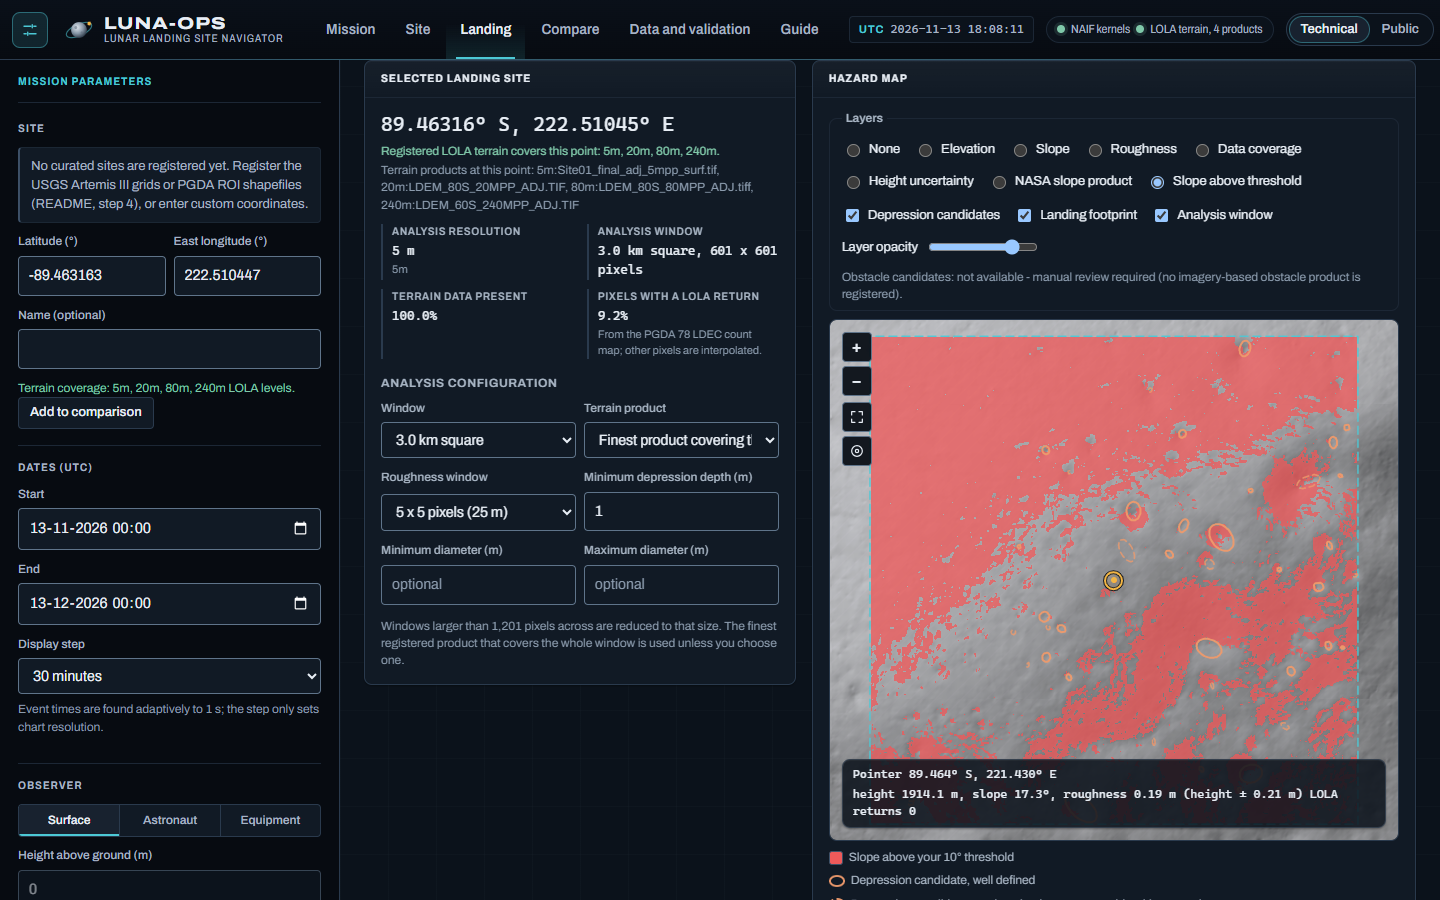 LUNA-OPS
LUNAR LANDING SITE NAVIGATOR
Mission
Site
Landing
Compare
Data and validation
Guide
UTC 2026-11-13 18:08:11
NAIF kernels
LOLA terrain, 4 products
Technical
Public
MISSION PARAMETERS
SITE
No curated sites are registered yet. Register the
USGS Artemis III grids or PGDA ROI shapefiles
(README, step 4), or enter custom coordinates.
Latitude (°)
East longitude (°)
-89.463163
222.510447
Name (optional)
Terrain coverage: 5m, 20m, 80m, 240m LOLA levels.
Add to comparison
DATES (UTC)
Start
13-11-2026 00:00
End
13-12-2026 00:00
Display step
30 minutes
Event times are found adaptively to 1 s; the step only sets
chart resolution.
OBSERVER
Surface
Astronaut
Equipment
Height above ground (m)
0
SELECTED LANDING SITE
89.46316° S, 222.51045° E
Registered LOLA terrain covers this point: 5m, 20m, 80m, 240m.
Terrain products at this point: 5m:Site01_final_adj_5mpp_surf.tif,
20m:LDEM_80S_20MPP_ADJ.TIF, 80m:LDEM_80S_80MPP_ADJ.tiff,
240m:LDEM_60S_240MPP_ADJ.TIF
ANALYSIS RESOLUTION
5 m
5m
ANALYSIS WINDOW
3.0 km square, 601 x 601
pixels
TERRAIN DATA PRESENT
100.0%
PIXELS WITH A LOLA RETURN
9.2%
From the PGDA 78 LDEC count
map; other pixels are interpolated.
ANALYSIS CONFIGURATION
Window
Terrain product
3.0 km square
Finest product covering t
Roughness window
Minimum depression depth (m)
5 x 5 pixels (25 m)
1
Minimum diameter (m)
Maximum diameter (m)
optional
optional
Windows larger than 1,201 pixels across are reduced to that size. The finest
registered product that covers the whole window is used unless you choose
one.
HAZARD MAP
Layers
None
Elevation
Slope
Roughness
Data coverage
Height uncertainty
NASA slope product
Slope above threshold
Depression candidates
Landing footprint
Analysis window
Layer opacity
Obstacle candidates: not available - manual review required (no imagery-based obstacle product is
registered).
+
−
Pointer 89.464° S, 221.430° E
height 1914.1 m, slope 17.3°, roughness 0.19 m (height ± 0.21 m) LOLA
returns 0
Slope above your 10° threshold
Depression candidate, well defined